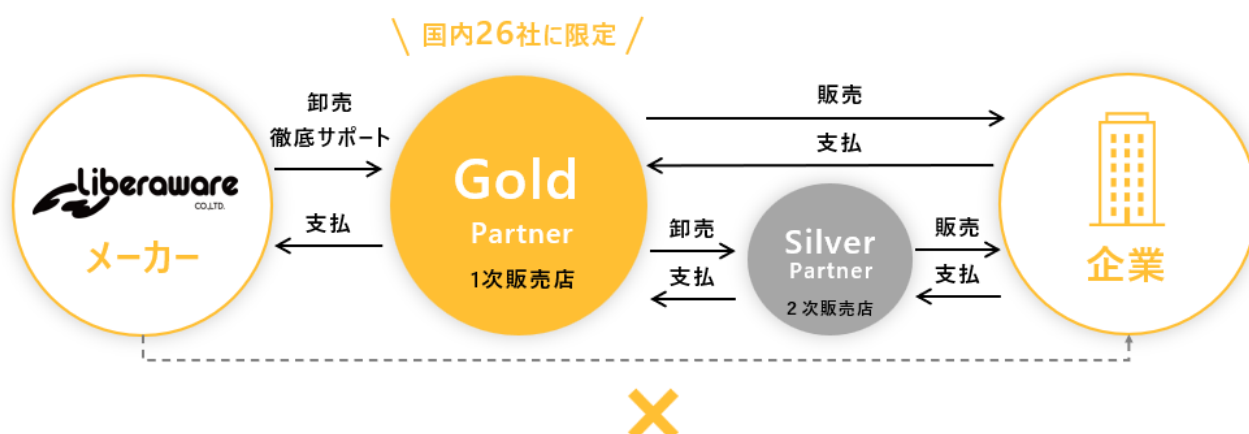 国内26社に限定
卸売
徹底サポート
支払
Liberaware
CO.,LTD.
メーカー
Gold
Partner
1次販売店
販売
支払
卸売
支払
Silver
Partner
2次販売店
販売
支払
企業